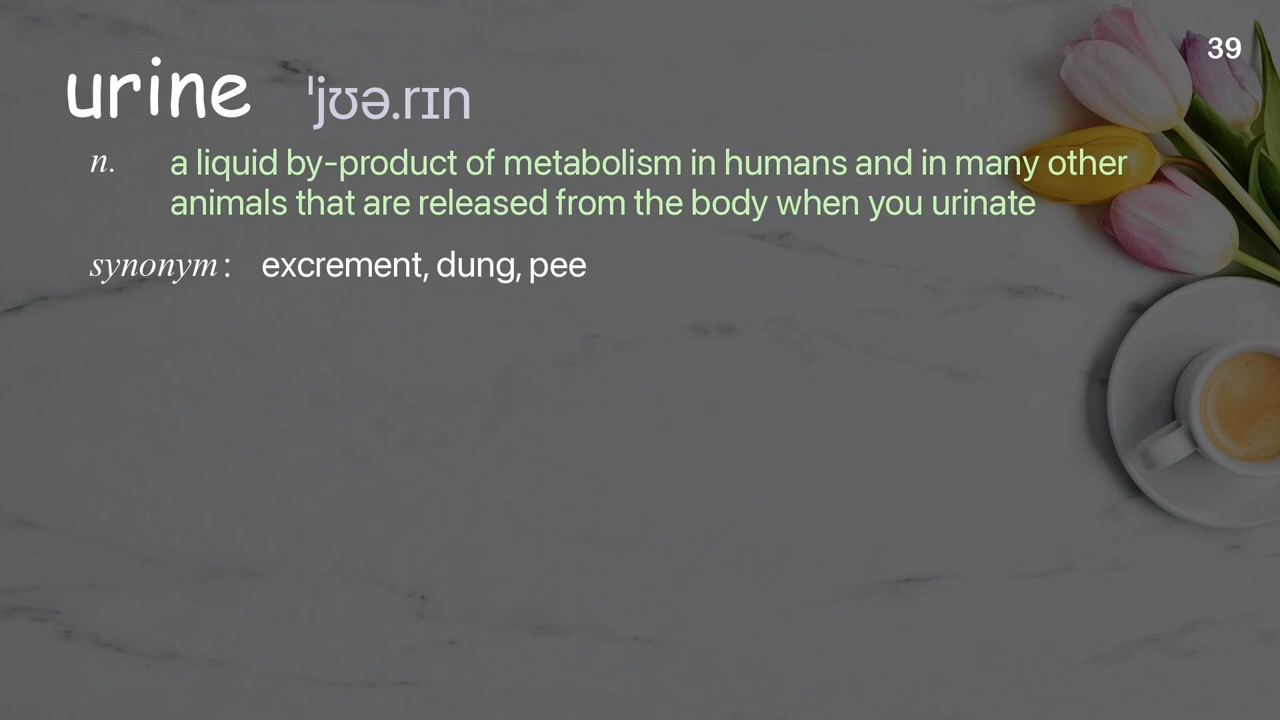 39
urine ˈjʊə.rɪn
n. a liquid by-product of metabolism in humans and in many other
animals that are released from the body when you urinate
synonym : excrement, dung, pee